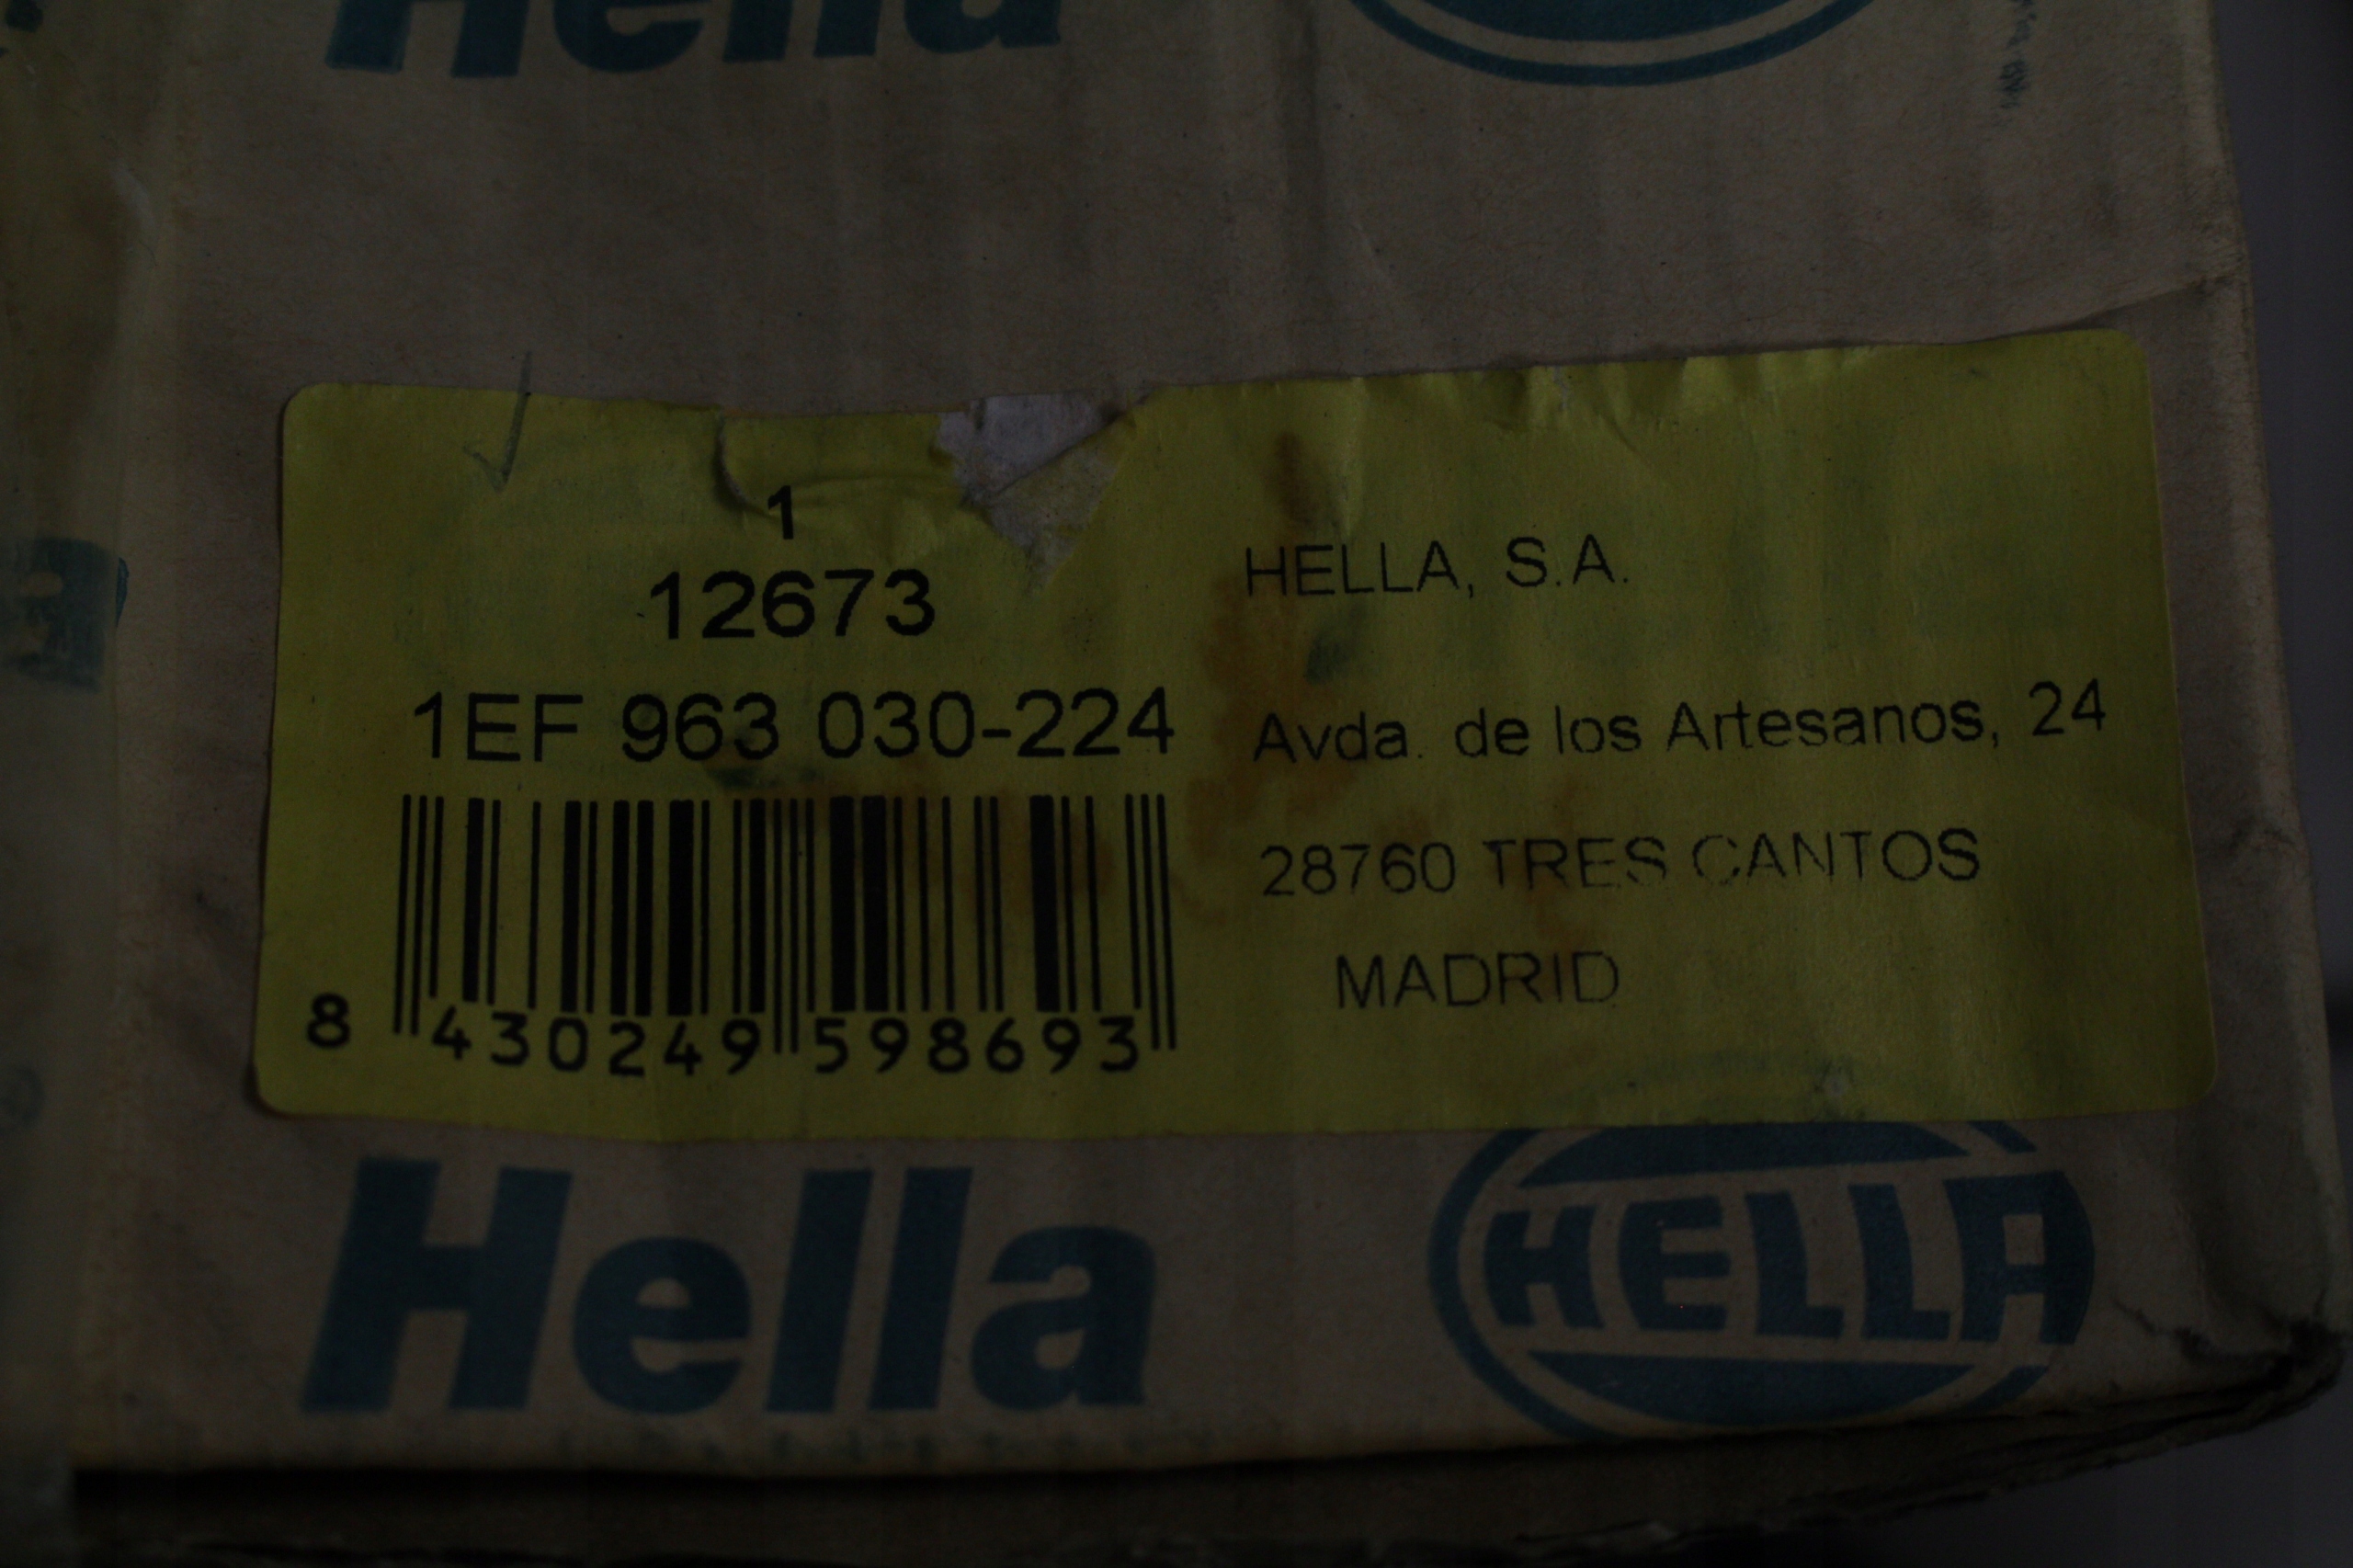 Hella
1
12673
1EF 963 030-224
8 430249 598693
HELLA, S.A.
Avda. de los Artesanos, 24
28760 TRES CANTOS
MADRID
Hella
HELLA